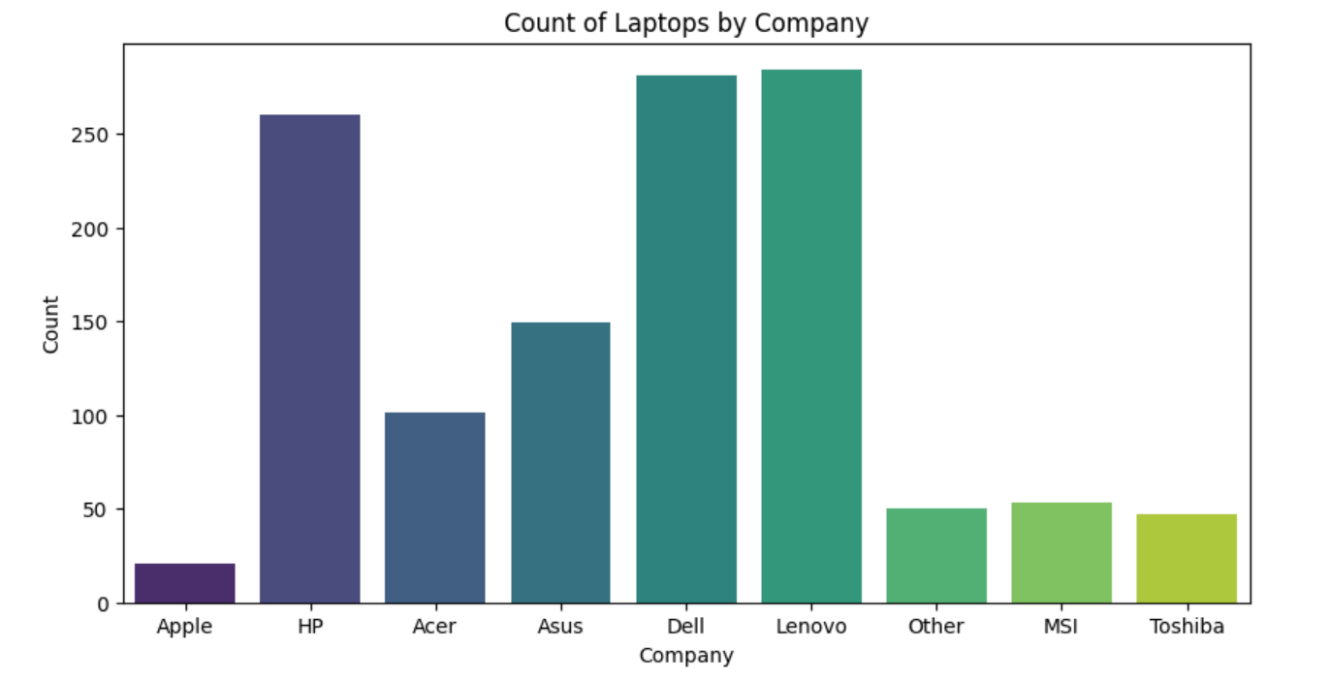 Count of Laptops by Company
Count
250
200
150
100
50
0
Apple HP Acer Asus Dell Lenovo Other MSI Toshiba
Company